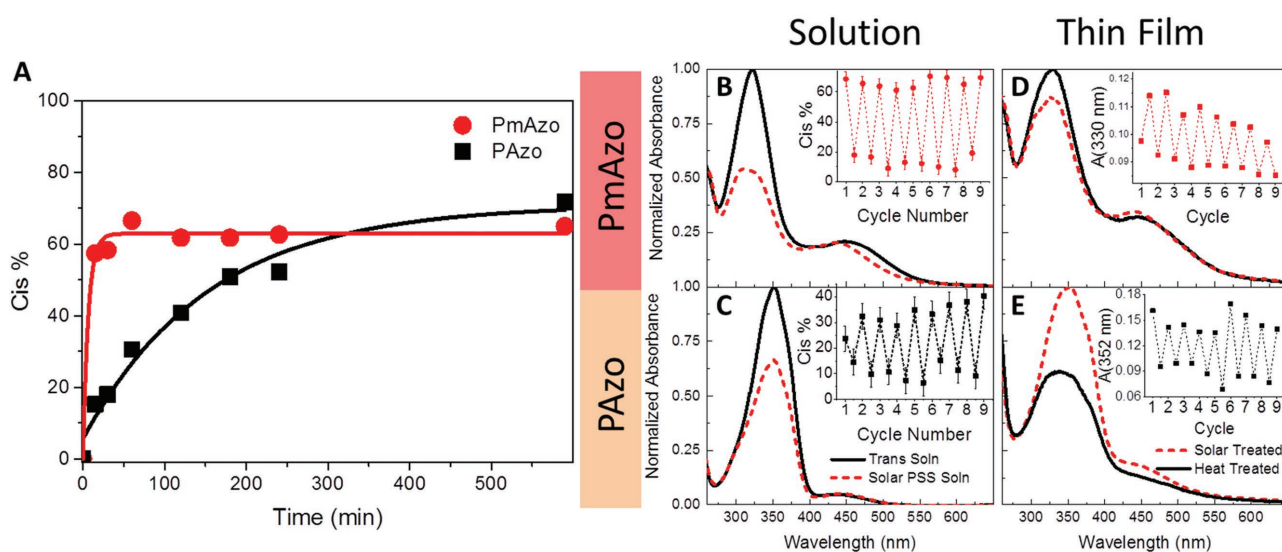 Solution
Thin Film
A
Cis %
100
80
60
40
20
0
0 100 200 300 400 500
Time (min)
PmAzo
PAzo
PmAzo
PAzo
B
Normalized Absorbance
1.00
0.75
0.50
0.25
0.00
Cis %
60
40
20
0
1 2 3 4 5 6 7 8 9
Cycle Number
D
A(330 nm)
0.12
0.11
0.10
0.09
1 2 3 4 5 6 7 8 9
Cycle
C
Normalized Absorbance
1.00
0.75
0.50
0.25
0.00
Cis %
40
30
20
10
0
1 2 3 4 5 6 7 8 9
Cycle Number
Trans Soln
Solar PSS Soln
300 350 400 450 500 550 600
Wavelength (nm)
E
A(352 nm)
0.18
0.15
0.12
0.09
0.06
1 2 3 4 5 6 7 8 9
Cycle
Solar Treated
Heat Treated
300 350 400 450 500 550 600
Wavelength (nm)